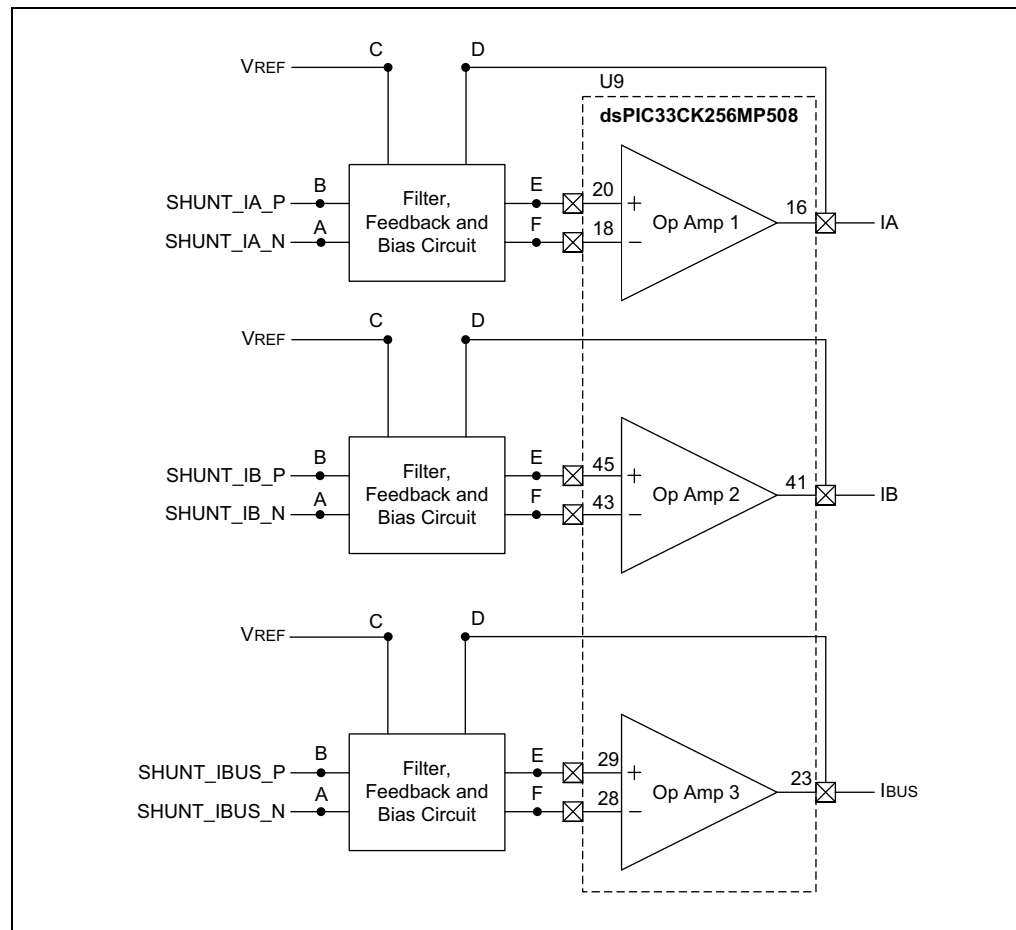 C
D
VREF
U9
dsPIC33CK256MP508
B
SHUNT_IA_P
A
SHUNT_IA_N
Filter,
Feedback and
Bias Circuit
E
F
20
18
+
−
Op Amp 1
16
IA
C
D
VREF
B
SHUNT_IB_P
A
SHUNT_IB_N
Filter,
Feedback and
Bias Circuit
E
F
45
43
+
−
Op Amp 2
41
IB
C
D
VREF
B
SHUNT_IBUS_P
A
SHUNT_IBUS_N
Filter,
Feedback and
Bias Circuit
E
F
29
28
+
−
Op Amp 3
23
IBUS